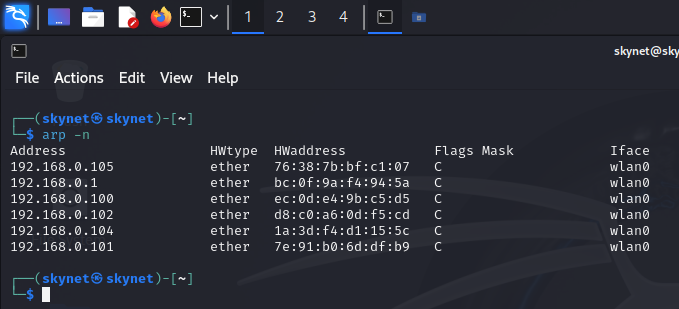 1 2 3 4
skynet@sky
File Actions Edit View Help
┌──(skynet㉿skynet)-[~]
└─$ arp -n
Address HWtype HWaddress Flags Mask Iface
192.168.0.105 ether 76:38:7b:bf:c1:07 C wlan0
192.168.0.1 ether bc:0f:9a:f4:94:5a C wlan0
192.168.0.100 ether ec:0d:e4:9b:c5:d5 C wlan0
192.168.0.102 ether d8:c0:a6:0d:f5:cd C wlan0
192.168.0.104 ether 1a:3d:f4:d1:15:5c C wlan0
192.168.0.101 ether 7e:91:b0:6d:df:b9 C wlan0
┌──(skynet㉿skynet)-[~]
└─$